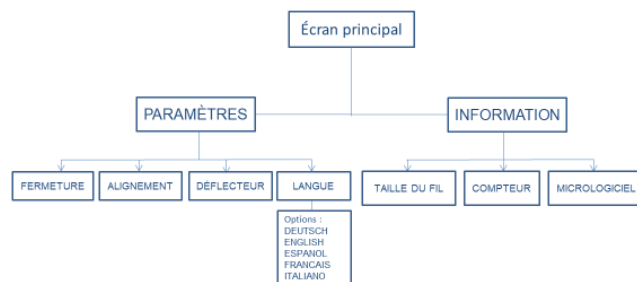 Écran principal
PARAMÈTRES
INFORMATION
FERMETURE
ALIGNEMENT
DÉFLECTEUR
LANGUE
TAILLE DU FIL
COMPTEUR
MICROLOGICIEL
Options :
DEUTSCH
ENGLISH
ESPANOL
FRANCAIS
ITALIANO